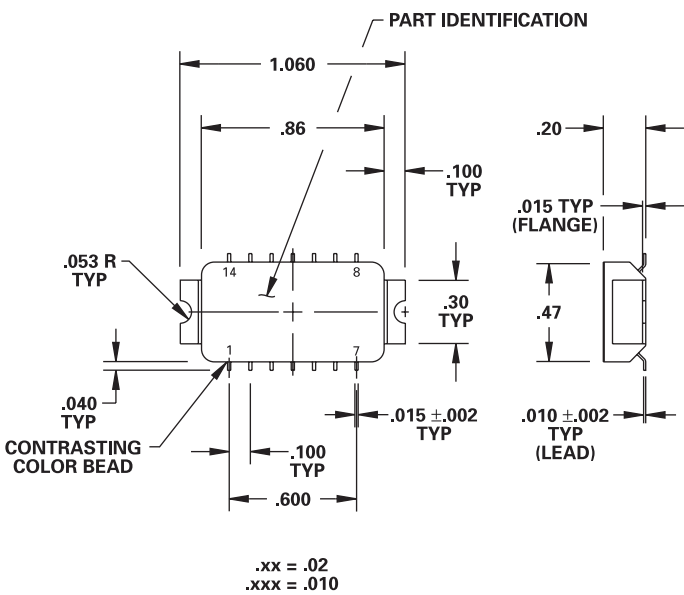 PART IDENTIFICATION
1.060
.86
.20
.100
TYP
.015 TYP
(FLANGE)
.053 R
TYP
14
8
.30
TYP
.47
1
7
.040
TYP
.015 ±.002
TYP
.010 ±.002
TYP
(LEAD)
CONTRASTING
COLOR BEAD
.100
TYP
.600
.xx = .02
.xxx = .010